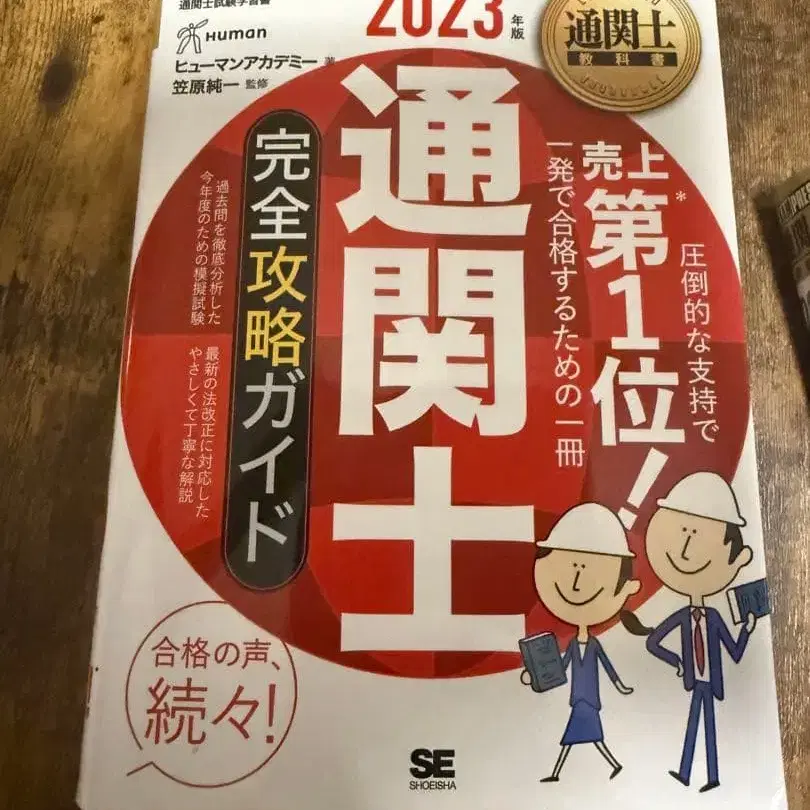 通関士試験学習書
2023年版
Human
ヒューマンアカデミー 著
笠原純一 監修
通関士
教科書
通関士
完全攻略ガイド
売上
第1位!
*
圧倒的な支持で
一発で合格するための一冊
過去問を徹底分析した
今年度のための模擬試験
最新の法改正に対応した
やさしくて丁寧な解説
合格の声、
続々!
SE
SHOEISHA